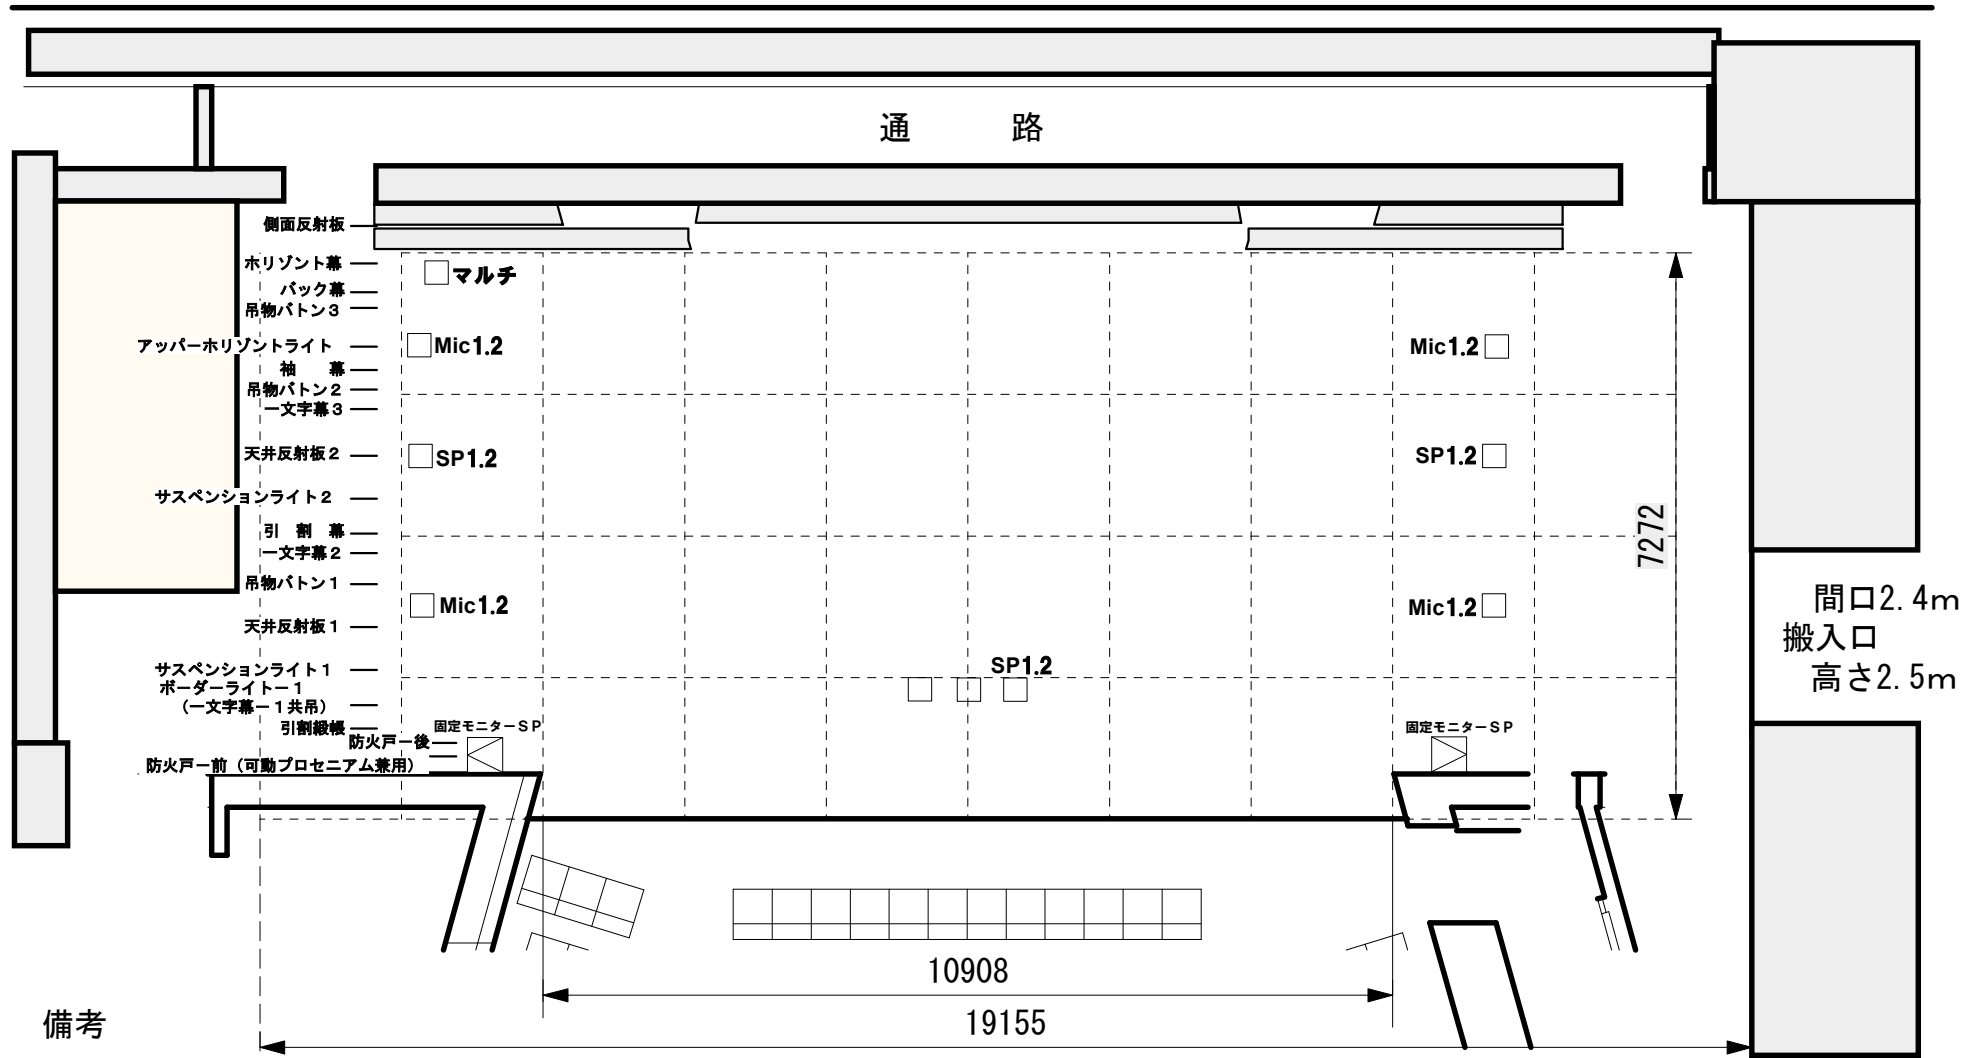 通　　路
側面反射板
ホリゾント幕
マルチ
バック幕
吊物バトン３
アッパーホリゾントライト
Mic1.2
Mic1.2
袖　幕
吊物バトン２
一文字幕３
天井反射板２
SP1.2
SP1.2
サスペンションライト２
引　割　幕
一文字幕２
吊物バトン１
Mic1.2
Mic1.2
7272
間口2.4m
搬入口
高さ2.5m
天井反射板１
サスペンションライト１
SP1.2
ボーダーライトー１
（一文字幕－１共吊）
引割緞帳
固定モニターＳＰ
固定モニターＳＰ
防火戸ー後
防火戸ー前（可動プロセニアム兼用）
10908
19155
備考